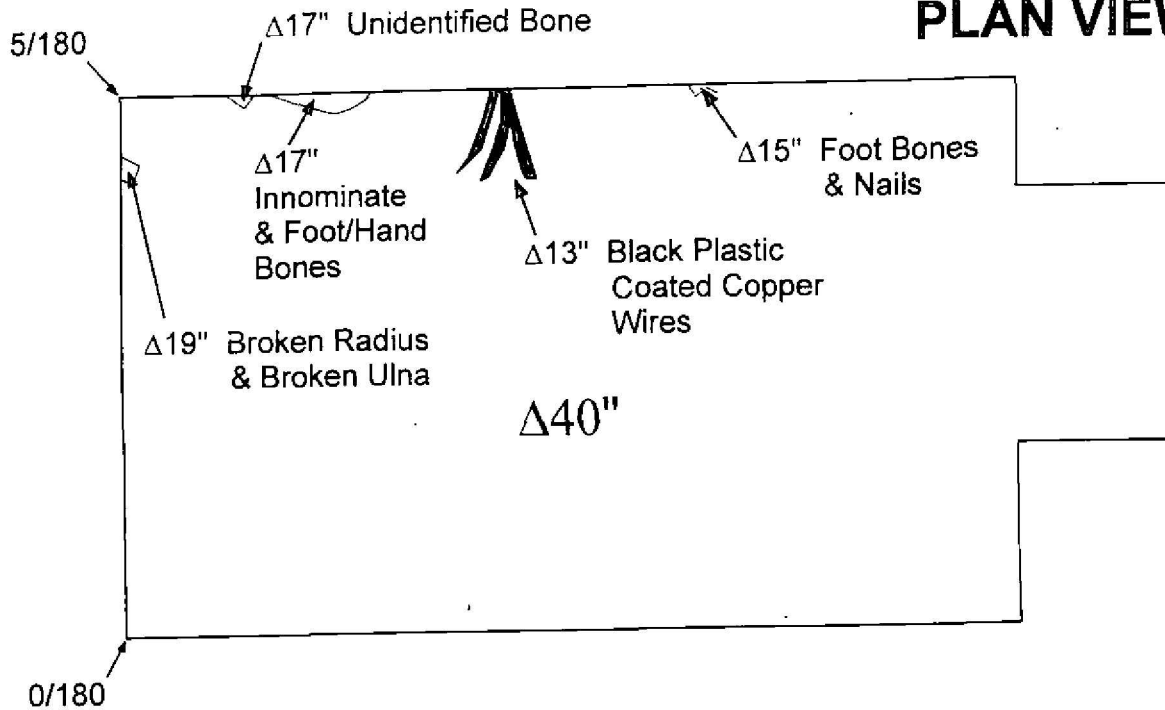 PLAN VIEW
5/180
Δ17" Unidentified Bone
Δ17"
Innominate
& Foot/Hand
Bones
Δ15" Foot Bones
& Nails
Δ13" Black Plastic
Coated Copper
Wires
Δ19" Broken Radius
& Broken Ulna
Δ40"
0/180